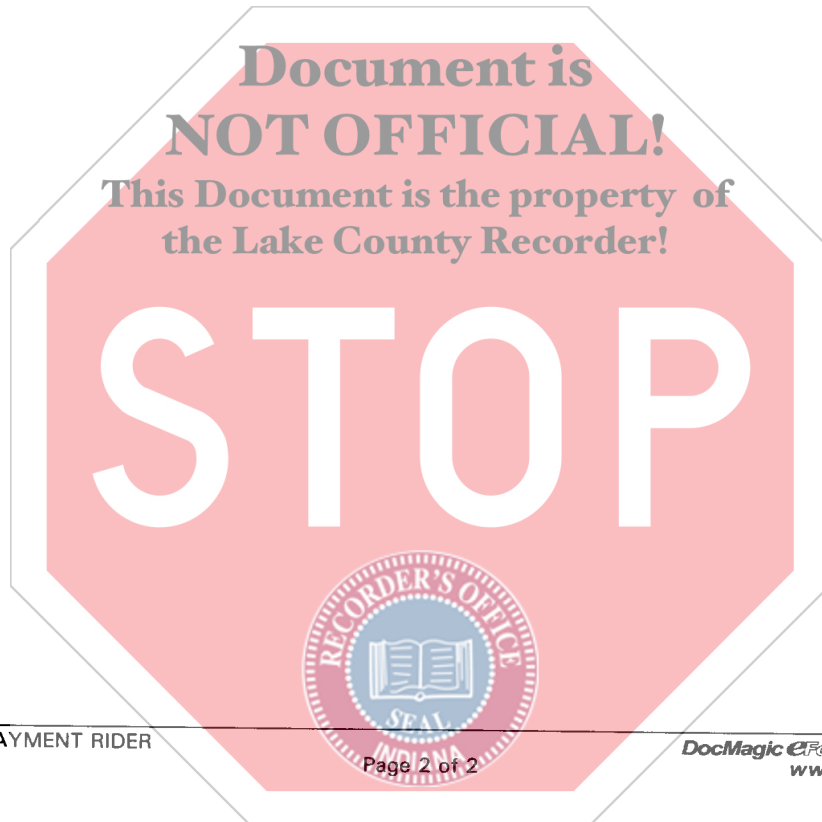 Document is
NOT OFFICIAL!
This Document is the property of
the Lake County Recorder!
STOP
RECORDER'S OFFICE
SEAL
INDIANA
AYMENT RIDER
DocMagic
Page 2 of 2